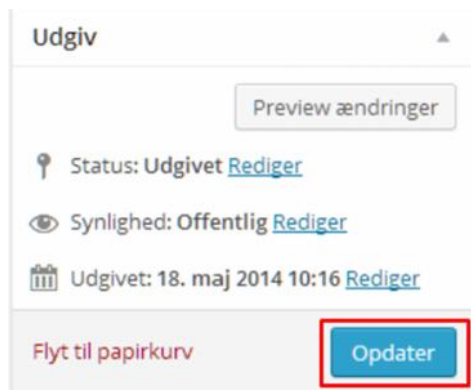 Udgiv
Preview ændringer
Status: Udgivet Rediger
Synlighed: Offentlig Rediger
Udgivet: 18. maj 2014 10:16 Rediger
Flyt til papirkurv
Opdater